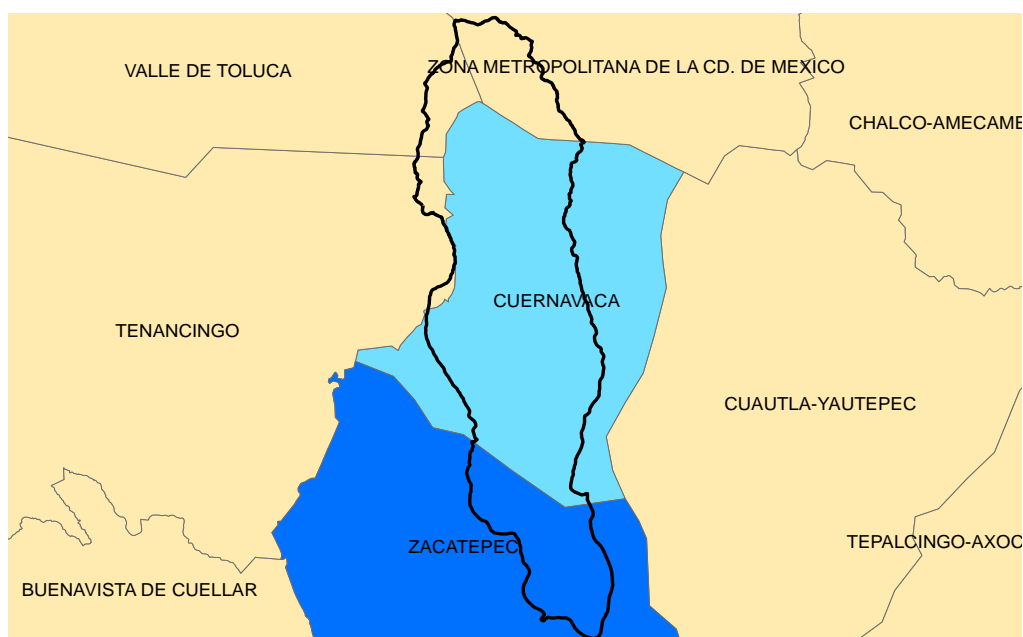 VALLE DE TOLUCA
ZONA METROPOLITANA DE LA CD. DE MEXICO
CHALCO-AMECAME
CUERNAVACA
TENANCINGO
CUAUTLA-YAUTEPEC
ZACATEPEC
TEPALCINGO-AXOC
BUENAVISTA DE CUELLAR